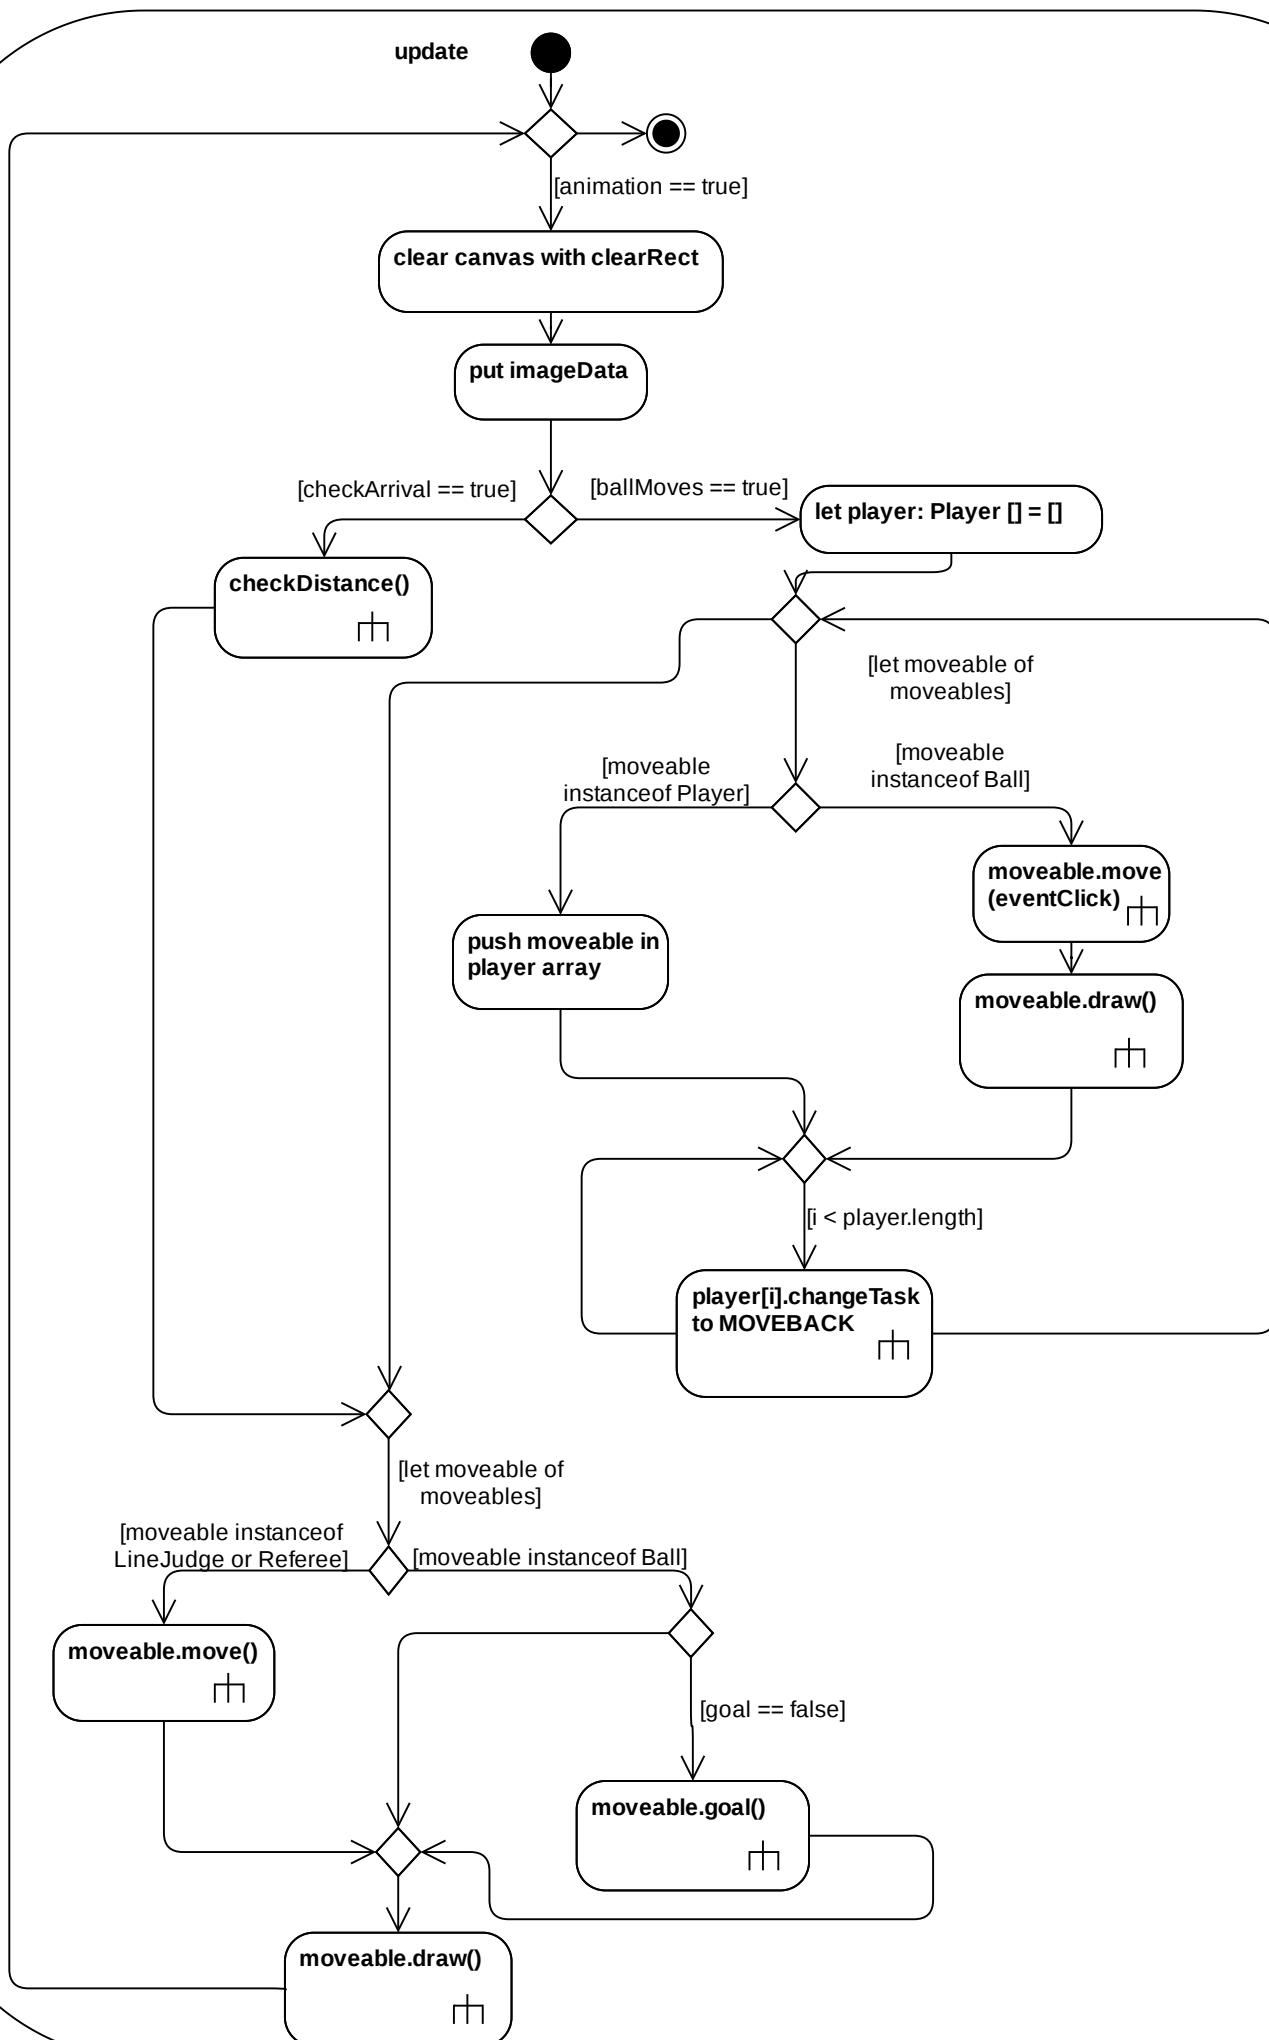 update
[animation == true]
clear canvas with clearRect
put imageData
[checkArrival == true]
[ballMoves == true]
let player: Player [] = []
checkDistance()
[let moveable of
moveables]
[moveable
instanceof Player]
[moveable
instanceof Ball]
moveable.move
(eventClick)
push moveable in
player array
moveable.draw()
[i < player.length]
player[i].changeTask
to MOVEBACK
[let moveable of
moveables]
[moveable instanceof
LineJudge or Referee]
[moveable instanceof Ball]
moveable.move()
[goal == false]
moveable.goal()
moveable.draw()